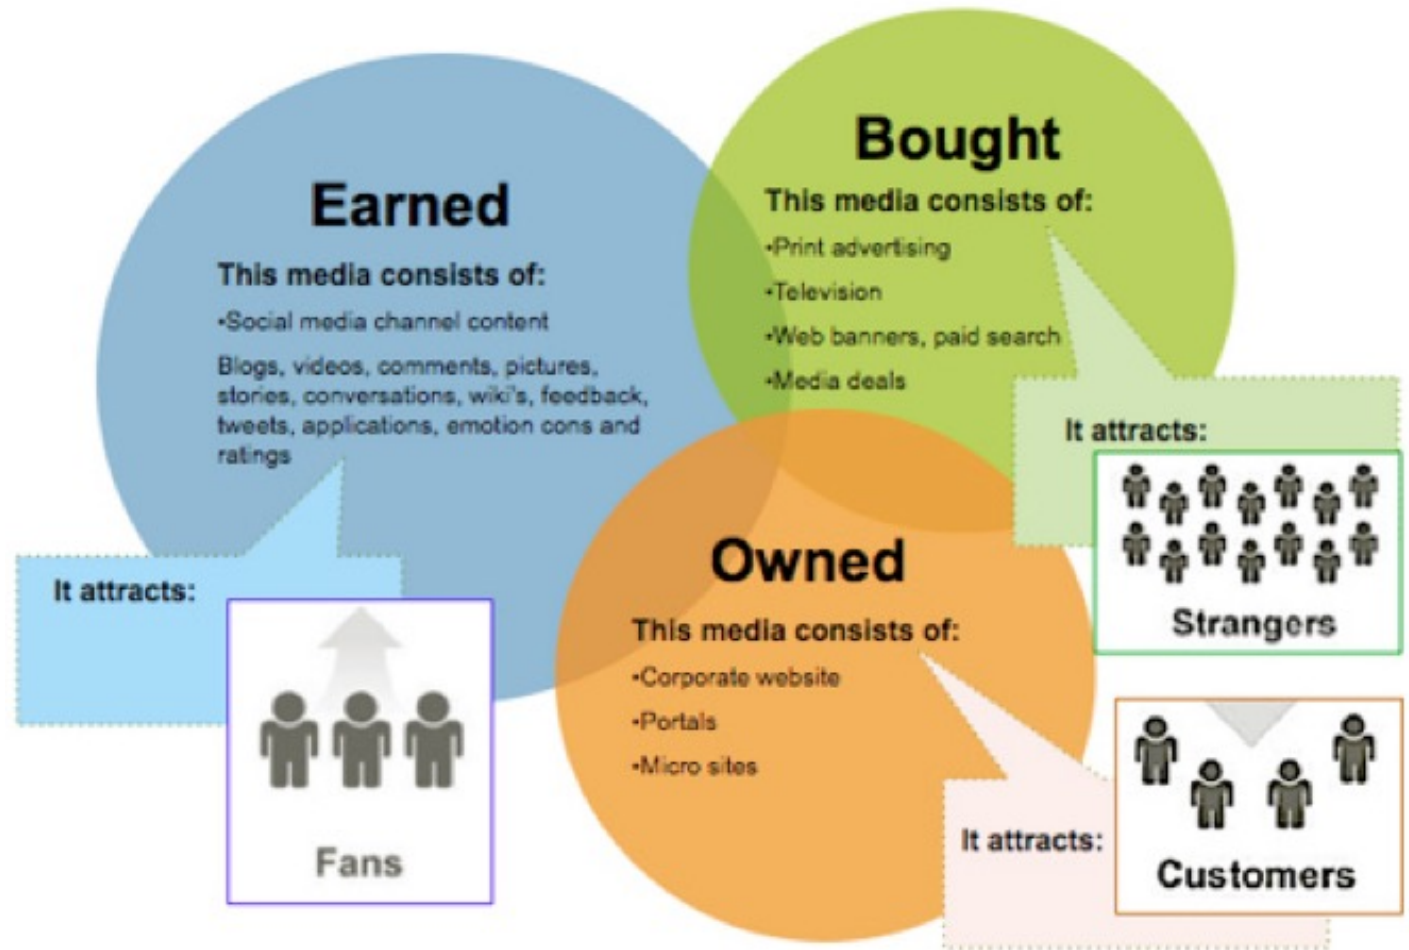 Earned
This media consists of:
•Social media channel content
Blogs, videos, comments, pictures,
stories, conversations, wiki's, feedback,
tweets, applications, emotion cons and
ratings
It attracts:
Fans
Bought
This media consists of:
•Print advertising
•Television
•Web banners, paid search
•Media deals
It attracts:
Strangers
Owned
This media consists of:
•Corporate website
•Portals
•Micro sites
It attracts:
Customers